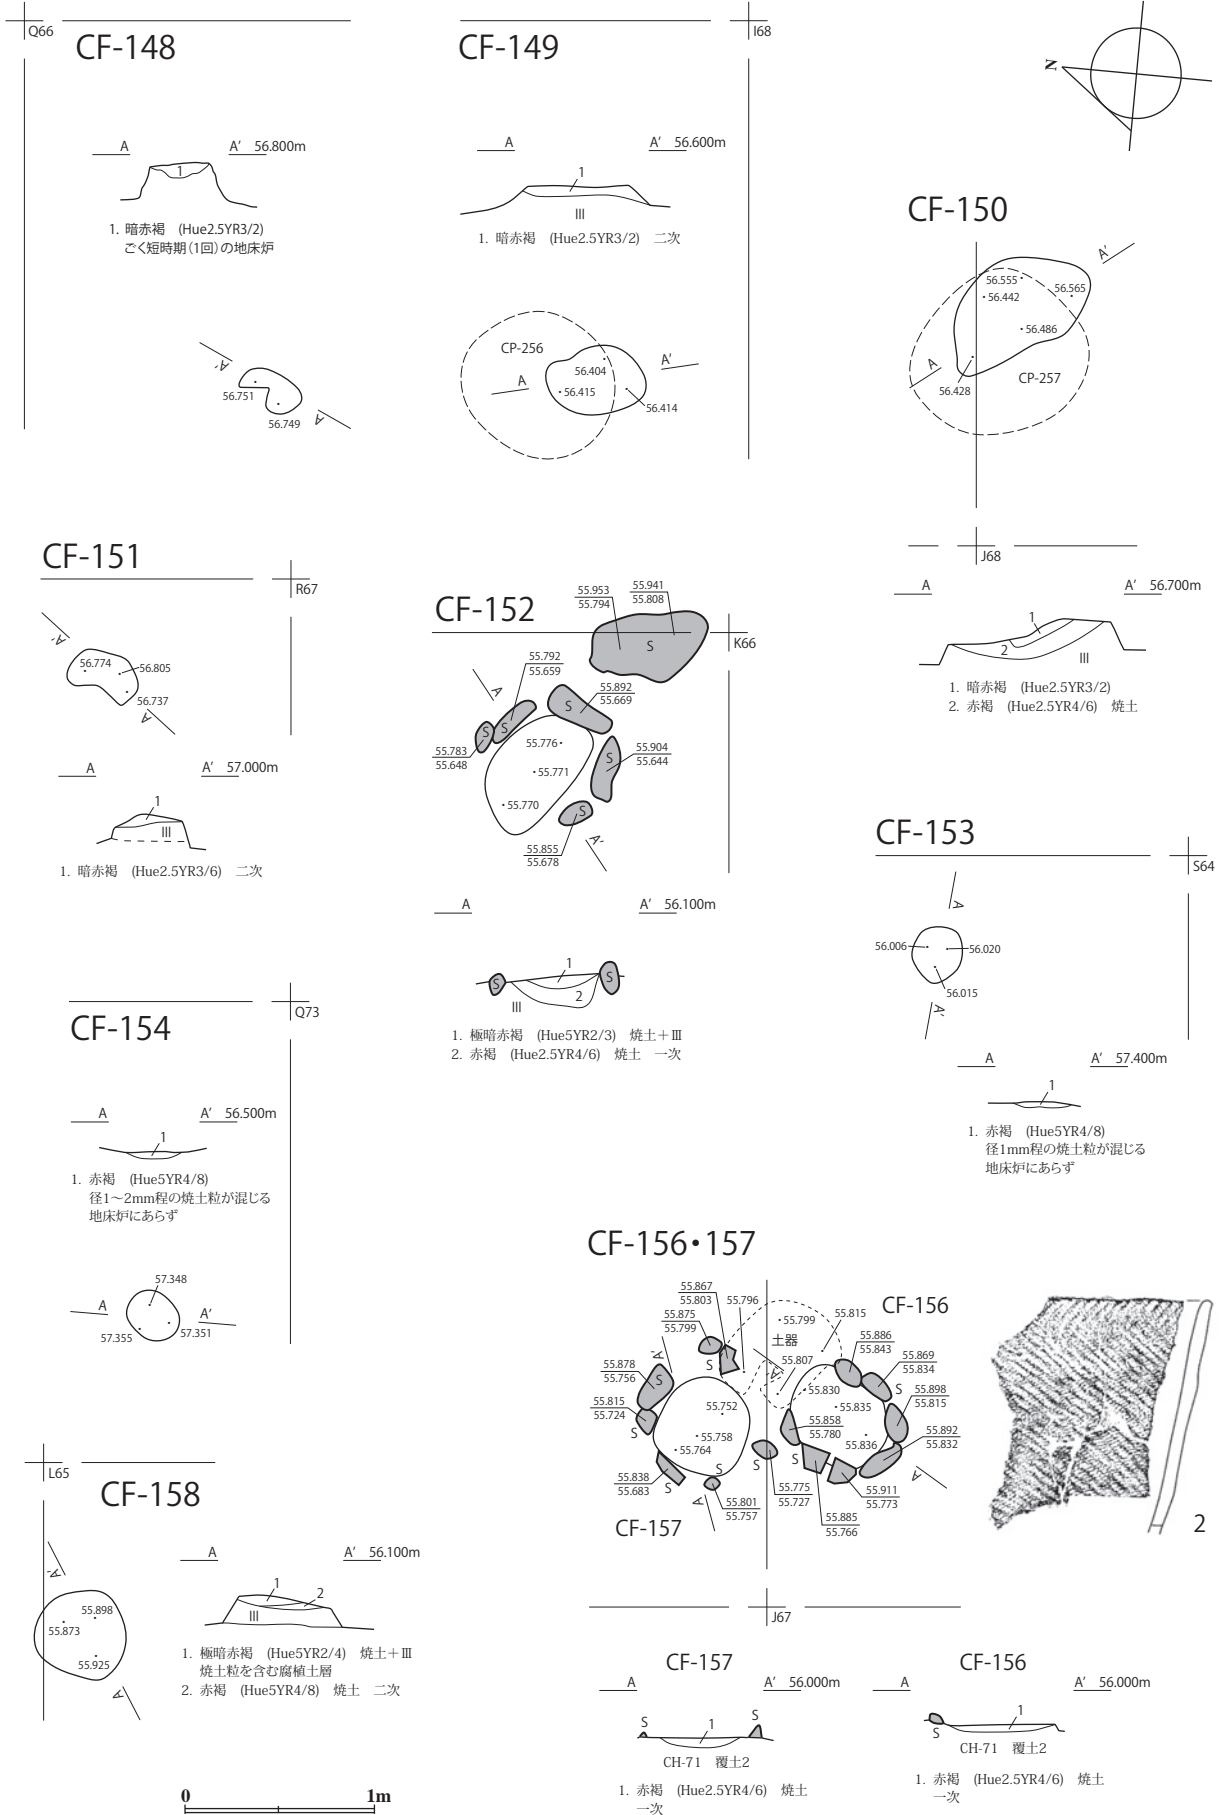 Q66
CF-148
A A′ 56.800m
1
1. 暗赤褐 (Hue2.5YR3/2)
ごく短時期(1回)の地床炉
A′
56.751
56.749
A
CF-149
I68
A A′ 56.600m
1
III
1. 暗赤褐 (Hue2.5YR3/2) 二次
CP-256
A
A′
56.404
56.415
56.414
N
CF-150
A′
56.555
56.565
56.442
56.486
A
56.428
CP-257
J68
A A′ 56.700m
1
2
III
1. 暗赤褐 (Hue2.5YR3/2)
2. 赤褐 (Hue2.5YR4/6) 焼土
CF-151
R67
A′
56.774
56.805
56.737
A
A A′ 57.000m
1
III
1. 暗赤褐 (Hue2.5YR3/6) 二次
CF-152
55.953
55.794
55.941
55.808
S
K66
55.792
55.659
A
55.892
55.669
S
S
S
55.783
55.648
55.776
55.904
55.644
S
55.771
55.770
S
55.855
55.678
A′
A A′ 56.100m
1
S
S
2
III
1. 極暗赤褐 (Hue5YR2/3) 焼土＋Ⅲ
2. 赤褐 (Hue2.5YR4/6) 焼土 一次
CF-153
S64
A
56.006
56.020
56.015
A′
A A′ 57.400m
1
1. 赤褐 (Hue5YR4/8)
径1mm程の焼土粒が混じる
地床炉にあらず
Q73
CF-154
A A′ 56.500m
1
1. 赤褐 (Hue5YR4/8)
径1～2mm程の焼土粒が混じる
地床炉にあらず
57.348
A
A′
57.355
57.351
CF-156・157
55.867
55.803
55.796
55.875
55.799
55.799
55.815
CF-156
土器
55.886
55.843
A′
S
55.807
A′
55.869
55.834
55.878
55.756
S
55.830
S
55.898
55.815
55.815
55.724
55.752
55.835
55.858
55.780
S
55.758
55.764
55.836
55.892
55.832
S
S
S
55.838
55.683
S
A
55.775
55.727
55.911
55.773
A
55.801
55.757
55.885
55.766
CF-157
2
J67
L65
CF-158
A′
55.898
55.873
55.925
A
A A′ 56.100m
1
2
III
1. 極暗赤褐 (Hue5YR2/4) 焼土＋Ⅲ
焼土粒を含む腐植土層
2. 赤褐 (Hue5YR4/8) 焼土 二次
CF-157
A A′ 56.000m
S
1
S
CH-71 覆土2
1. 赤褐 (Hue2.5YR4/6) 焼土
一次
CF-156
A A′ 56.000m
1
S
CH-71 覆土2
1. 赤褐 (Hue2.5YR4/6) 焼土
一次
0 1m